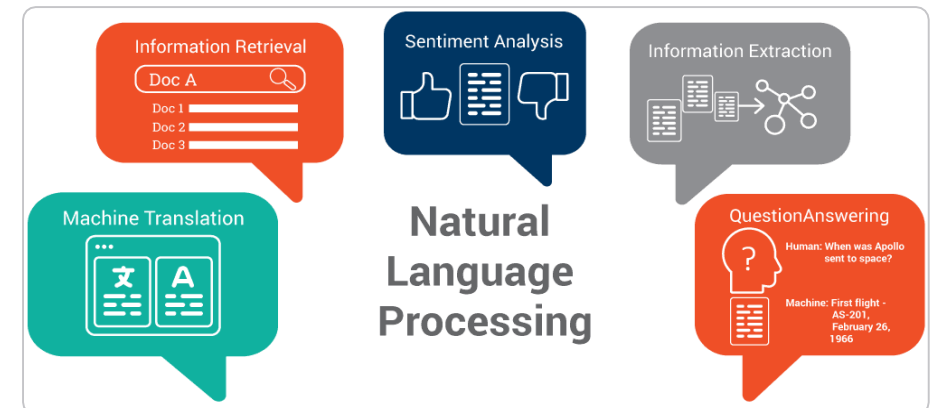 Information Retrieval
Doc A
Doc 1
Doc 2
Doc 3
Sentiment Analysis
Information Extraction
Machine Translation
文
A
Natural
Language
Processing
QuestionAnswering
?
Human: When was Apollo
sent to space?
Machine: First flight -
AS-201,
February 26,
1966